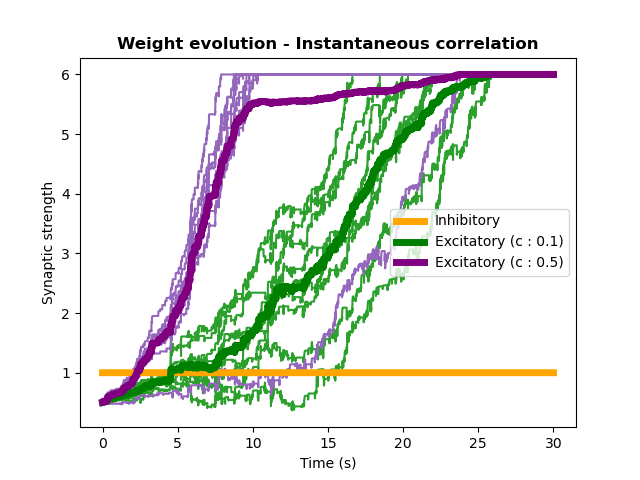 Weight evolution - Instantaneous correlation
6
5
4
3
2
1
Synaptic strength
Inhibitory
Excitatory (c : 0.1)
Excitatory (c : 0.5)
0
5
10
15
20
25
30
Time (s)